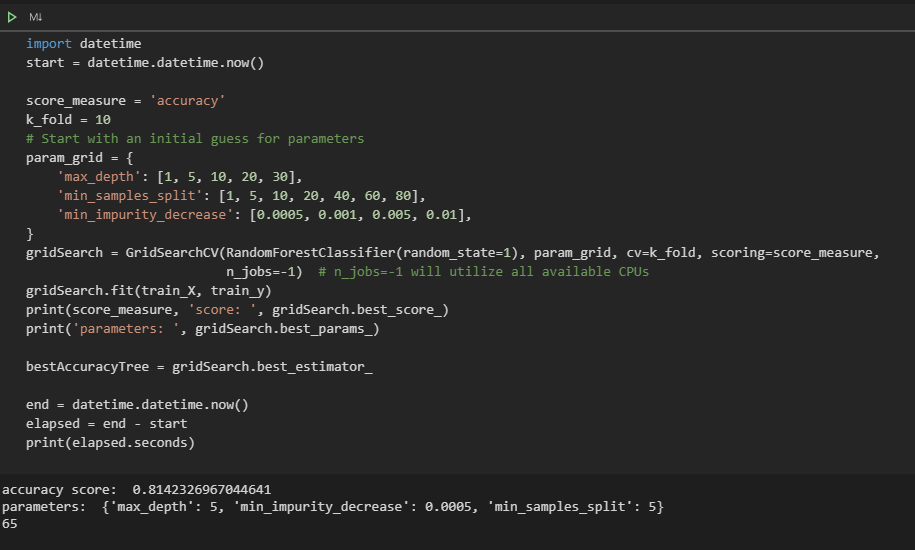 M↓
import datetime
start = datetime.datetime.now()
score_measure = 'accuracy'
k_fold = 10
# Start with an initial guess for parameters
param_grid = {
    'max_depth': [1, 5, 10, 20, 30],
    'min_samples_split': [1, 5, 10, 20, 40, 60, 80],
    'min_impurity_decrease': [0.0005, 0.001, 0.005, 0.01],
}
gridSearch = GridSearchCV(RandomForestClassifier(random_state=1), param_grid, cv=k_fold, scoring=score_measure,
                          n_jobs=-1)  # n_jobs=-1 will utilize all available CPUs
gridSearch.fit(train_X, train_y)
print(score_measure, 'score: ', gridSearch.best_score_)
print('parameters: ', gridSearch.best_params_)
bestAccuracyTree = gridSearch.best_estimator_
end = datetime.datetime.now()
elapsed = end - start
print(elapsed.seconds)
accuracy score:  0.8142326967044641
parameters:  {'max_depth': 5, 'min_impurity_decrease': 0.0005, 'min_samples_split': 5}
65